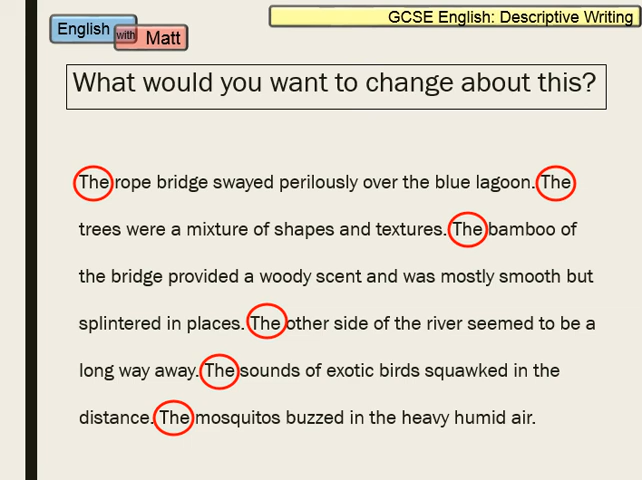 English with Matt
GCSE English: Descriptive Writing
What would you want to change about this?
The rope bridge swayed perilously over the blue lagoon. The
trees were a mixture of shapes and textures. The bamboo of
the bridge provided a woody scent and was mostly smooth but
splintered in places. The other side of the river seemed to be a
long way away. The sounds of exotic birds squawked in the
distance. The mosquitos buzzed in the heavy humid air.